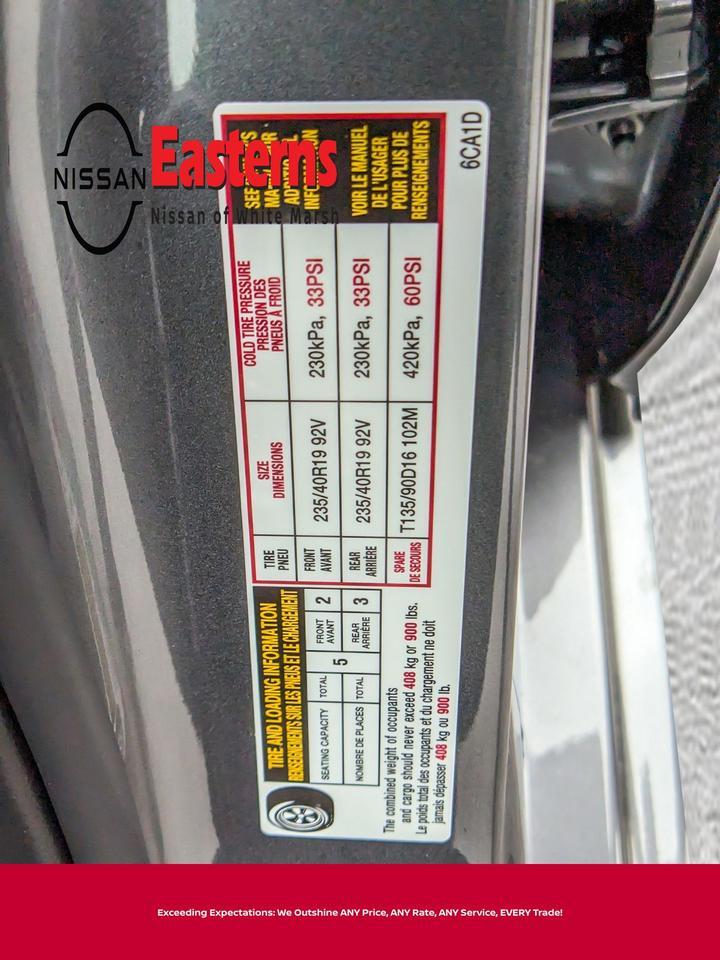 NISSAN
Easterns
Nissan of White Marsh
TIRE AND LOADING INFORMATION
RENSEIGNEMENTS SUR LES PNEUS ET LE CHARGEMENT
SEATING CAPACITY TOTAL 5 FRONT AVANT 2
NOMBRE DE PLACES TOTAL REAR ARRIÈRE 3
The combined weight of occupants
and cargo should never exceed 408 kg or 900 lbs.
Le poids total des occupants et du chargement ne doit
jamais dépasser 408 kg ou 900 lb.
TIRE
PNEU
SIZE
DIMENSIONS
COLD TIRE PRESSURE
PRESSION DES
PNEUS À FROID
FRONT
AVANT
235/40R19 92V
230kPa, 33PSI
REAR
ARRIÈRE
235/40R19 92V
230kPa, 33PSI
SPARE
DE SECOURS
T135/90D16 102M
420kPa, 60PSI
VOIR LE MANUEL
DE L'USAGER
POUR PLUS DE
RENSEIGNEMENTS
6CA1D
Exceeding Expectations: We Outshine ANY Price, ANY Rate, ANY Service, EVERY Trade!